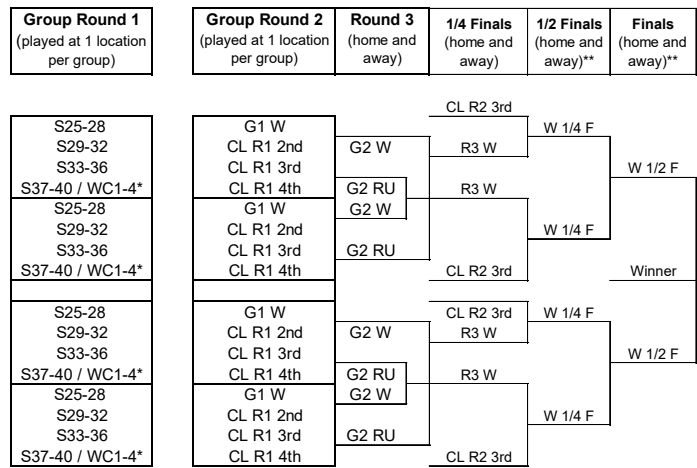 Group Round 1 Group Round 2 Round 3 1/4 Finals 1/2 Finals Finals
(played at 1 location (played at 1 location (home and (home and (home and (home and
per group) per group) away) away) away)** away)**
CL R2 3rd
S25-28 G1 W W 1/4 F
S29-32 CL R1 2nd G2 W R3 W
S33-36 CL R1 3rd W 1/2 F
S37-40 / WC1-4* CL R1 4th G2 RU R3 W
S25-28 G1 W G2 W
S29-32 CL R1 2nd W 1/4 F
S33-36 CL R1 3rd G2 RU
S37-40 / WC1-4* CL R1 4th CL R2 3rd Winner
S25-28 G1 W CL R2 3rd W 1/4 F
S29-32 CL R1 2nd G2 W R3 W
S33-36 CL R1 3rd W 1/2 F
S37-40 / WC1-4* CL R1 4th G2 RU R3 W
S25-28 G1 W G2 W
S29-32 CL R1 2nd W 1/4 F
S33-36 CL R1 3rd G2 RU
S37-40 / WC1-4* CL R1 4th CL R2 3rd